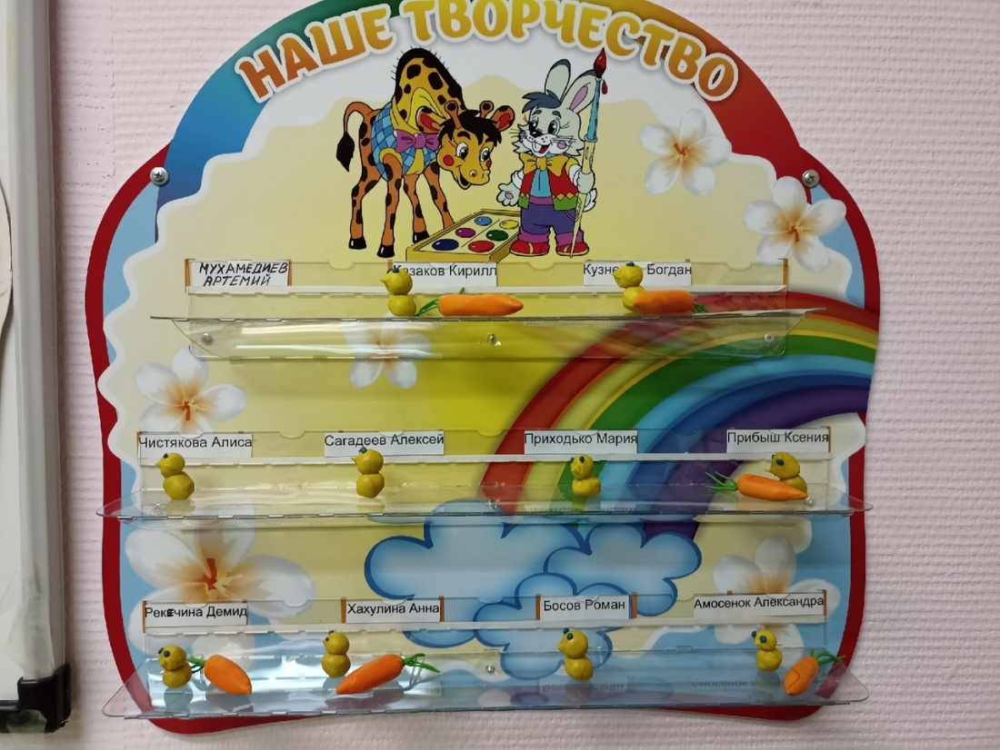 НАШЕ ТВОРЧЕСТВО
МУХАМЕДИЕВ
АРТЕМИЙ
Казаков Кирилл
Богдан
Чистякова Алиса
Сагадеев Алексей
Приходько Мария
Прибыш Ксения
Демид
Хахулина Анна
Босов Роман
Амосенок Александра